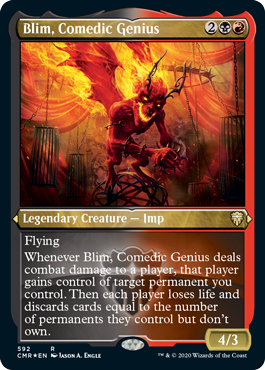 Blim, Comedic Genius 2
Legendary Creature — Imp
Flying
Whenever Blim, Comedic Genius deals
combat damage to a player, that player
gains control of target permanent you
control. Then each player loses life and
discards cards equal to the number
of permanents they control but don't
own.
4/3
592 R
CMR ★ EN Jason A. Engle
™ & © 2020 Wizards of the Coast